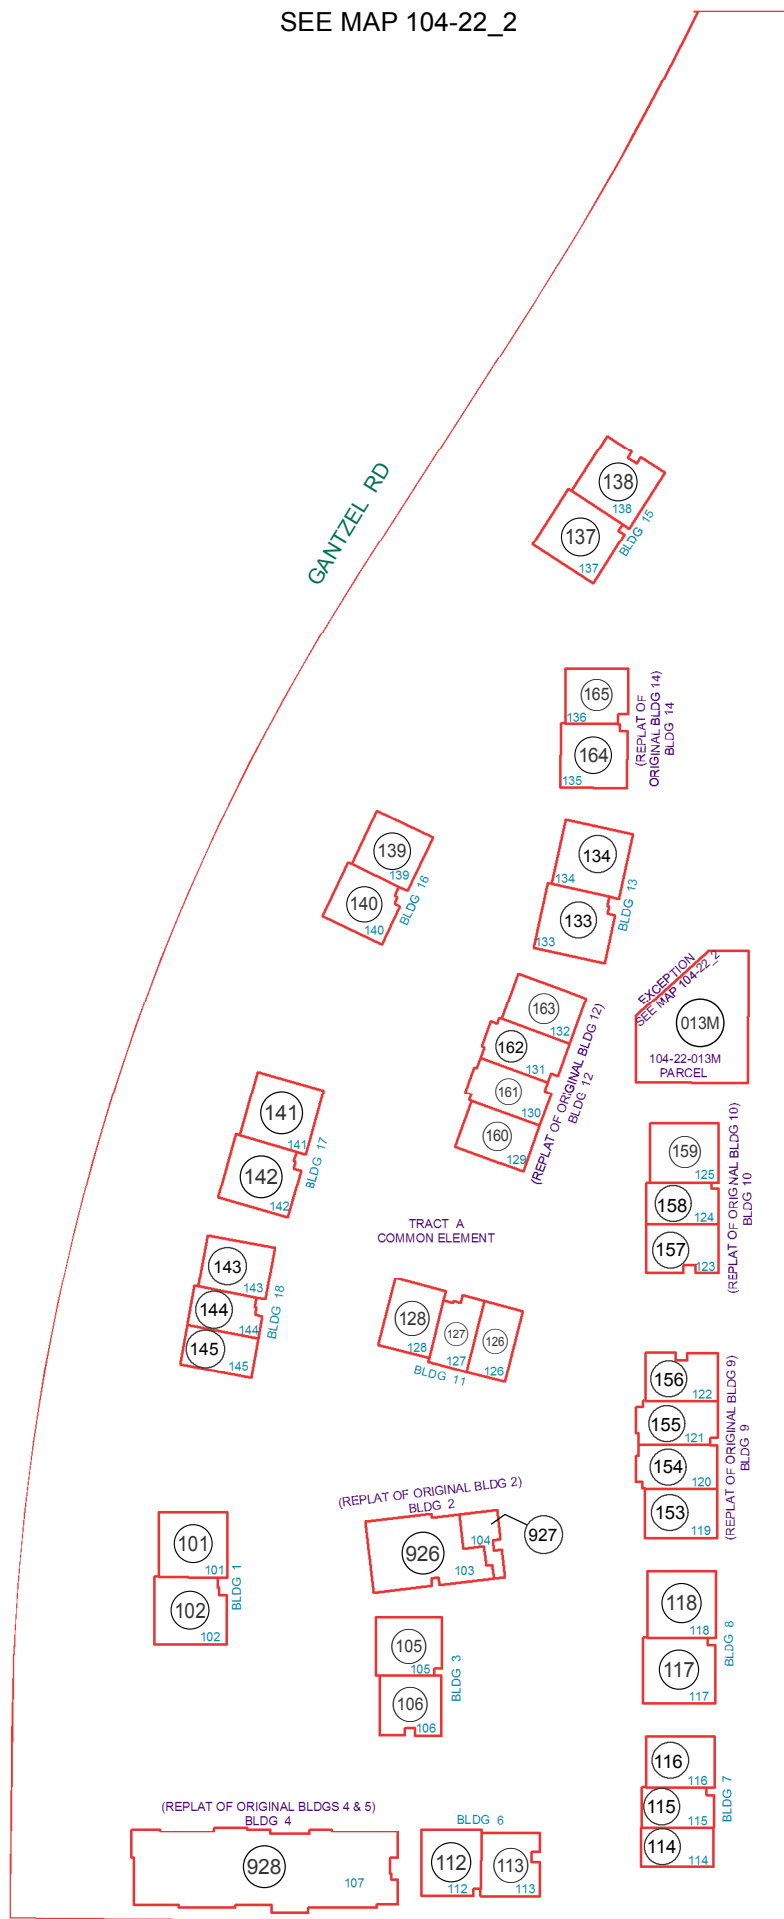 SEE MAP 104-22_2
GANTZEL RD
138
138
137
137
BLDG 15
165
136
164
135
(REPLAT OF
ORIGINAL BLDG 14)
BLDG 14
139
139
140
140
BLDG 16
134
134
133
133
BLDG 13
EXCEPTION
SEE MAP 104-22_2
013M
104-22-013M
PARCEL
163
132
162
131
161
130
160
129
(REPLAT OF ORIGINAL BLDG 12)
BLDG 12
141
141
142
142
BLDG 17
159
125
158
124
157
123
(REPLAT OF ORIGNAL BLDG 10)
BLDG 10
TRACT A
COMMON ELEMENT
143
143
144
144
145
145
BLDG 18
128
128
127
127
126
126
BLDG 11
156
122
155
121
154
120
153
119
(REPLAT OF ORIGINAL BLDG 9)
BLDG 9
(REPLAT OF ORIGINAL BLDG 2)
BLDG 2
104
927
926
103
101
101
102
102
BLDG 1
118
118
117
117
BLDG 8
105
105
106
106
BLDG 3
116
116
115
115
114
114
BLDG 7
(REPLAT OF ORIGINAL BLDGS 4 & 5)
BLDG 4
928
107
BLDG 6
112
112
113
113